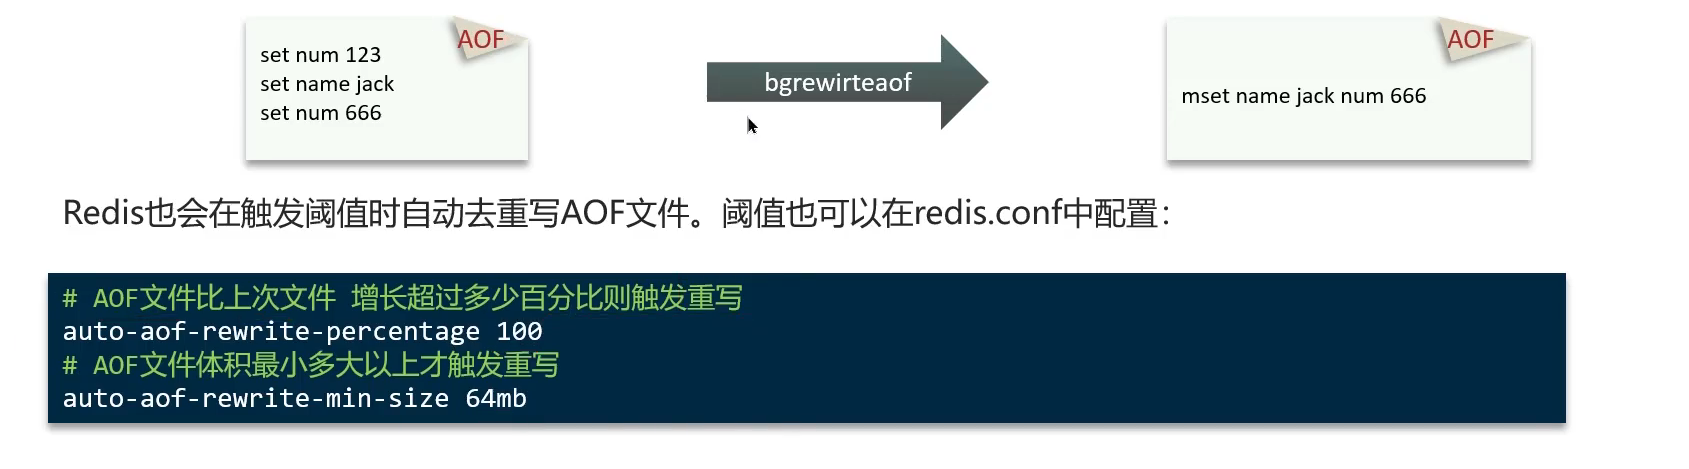 AOF
set num 123
set name jack
set num 666
bgrewirteaof
AOF
mset name jack num 666
Redis也会在触发阈值时自动去重写AOF文件。阈值也可以在redis.conf中配置：
# AOF文件比上次文件 增长超过多少百分比则触发重写
auto-aof-rewrite-percentage 100
# AOF文件体积最小多大以上才触发重写
auto-aof-rewrite-min-size 64mb